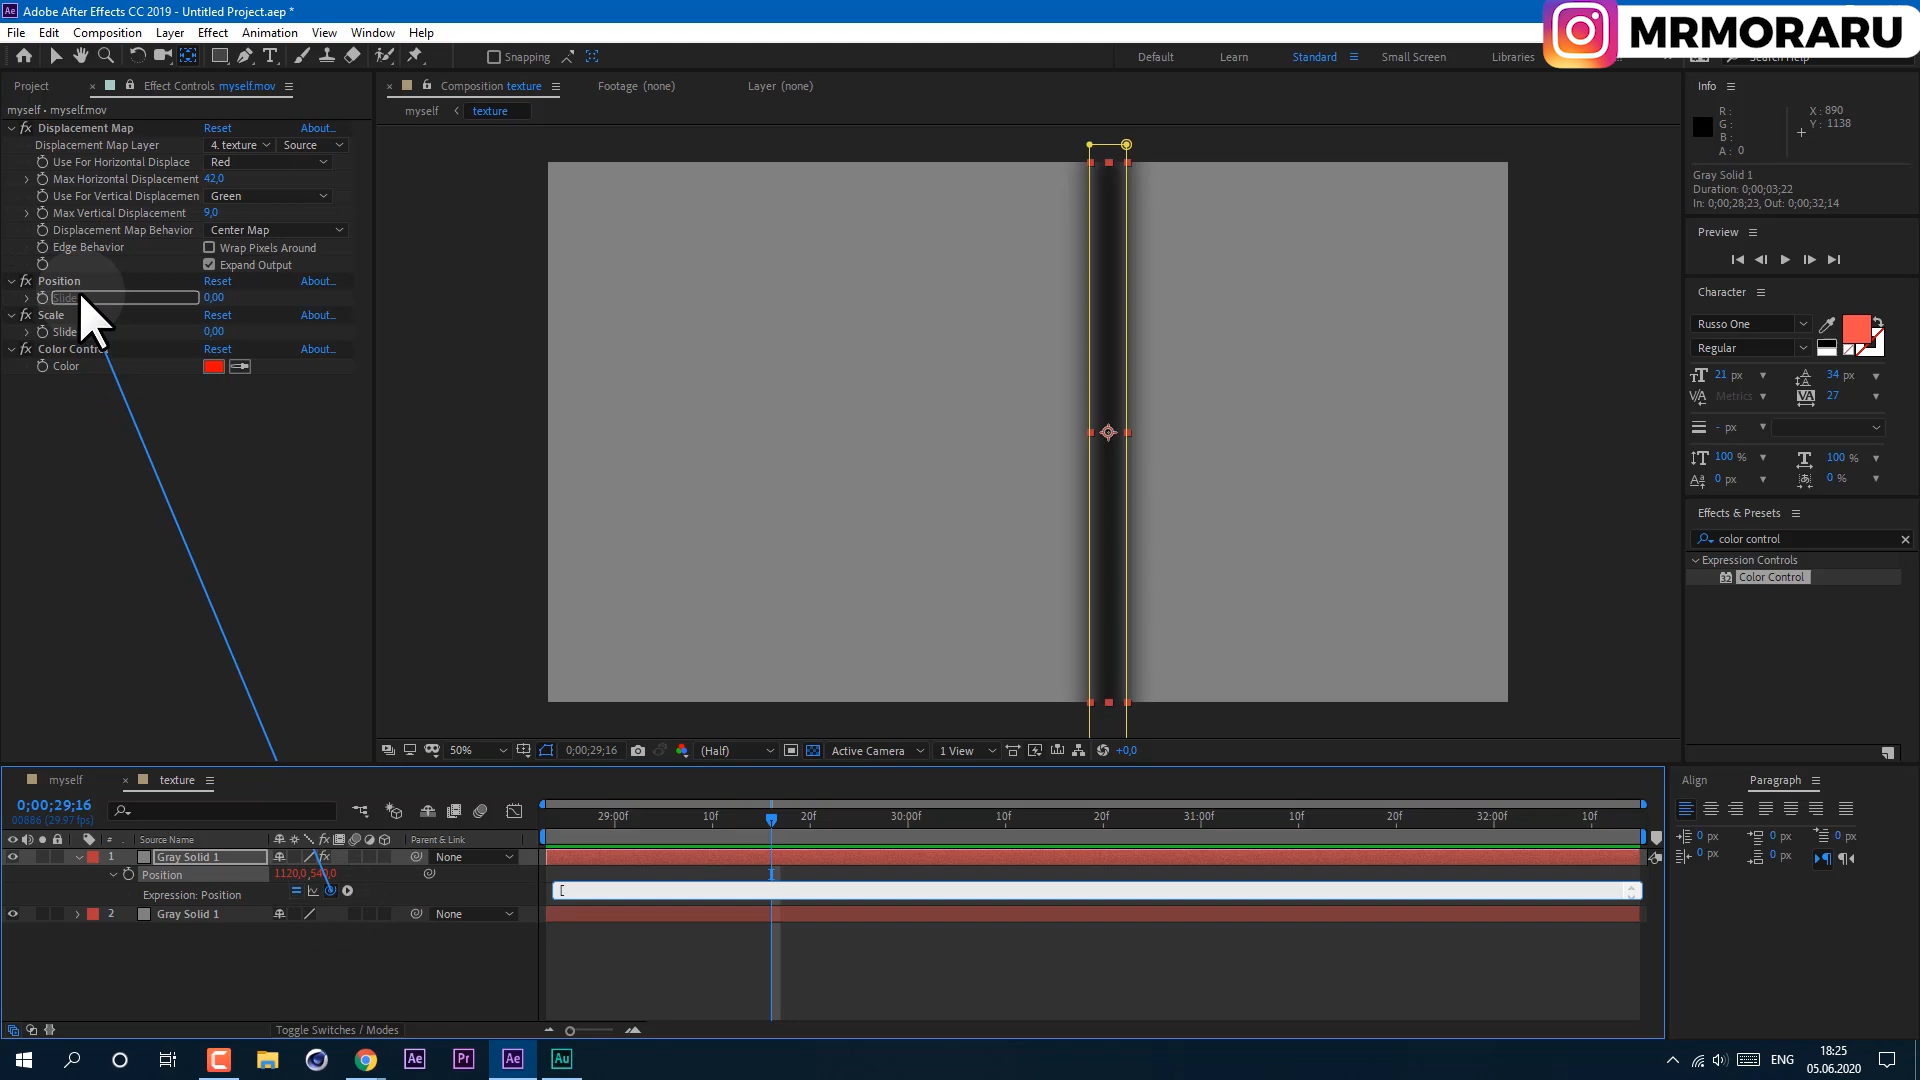 Adobe After Effects CC 2019 - Untitled Project.aep *
MRMORARU
File Edit Composition Layer Effect Animation View Window Help
Snapping
Default Learn Standard Small Screen Libraries
Project
Effect Controls myself.mov
Composition texture
Footage (none)
Layer (none)
myself • myself.mov
myself
texture
Displacement Map Reset About...
Displacement Map Layer 4. texture Source
Use For Horizontal Displace Red
Max Horizontal Displacement 42,0
Use For Vertical Displacemen Green
Max Vertical Displacement 9,0
Displacement Map Behavior Center Map
Edge Behavior Wrap Pixels Around
Expand Output
Position Reset About...
Slide 0,00
Scale Reset About...
Slide 0,00
Color Contr Reset About...
Color
Info
R :
G :
B :
A : 0
X : 890
Y : 1138
Gray Solid 1
Duration: 0;00;03;22
In: 0;00;28;23, Out: 0;00;32;14
Preview
Character
Russo One
Regular
21 px 34 px
Metrics 27
- px
100 % 100 %
0 px 0 %
Effects & Presets
color control
Expression Controls
32 Color Control
50% 0;00;29;16 (Half) Active Camera 1 View +0,0
myself
texture
0;00;29;16
00886 (29.97 fps)
29:00f 10f 20f 30:00f 10f 20f 31:00f 10f 20f 32:00f 10f
# Source Name Parent & Link
1 Gray Solid 1 None
Position 1120,0,540,0
Expression: Position
[
2 Gray Solid 1 None
Toggle Switches / Modes
Align
Paragraph
0 px 0 px 0 px
0 px 0 px
Ae Pr Ae Au
ENG
18:25
05.06.2020